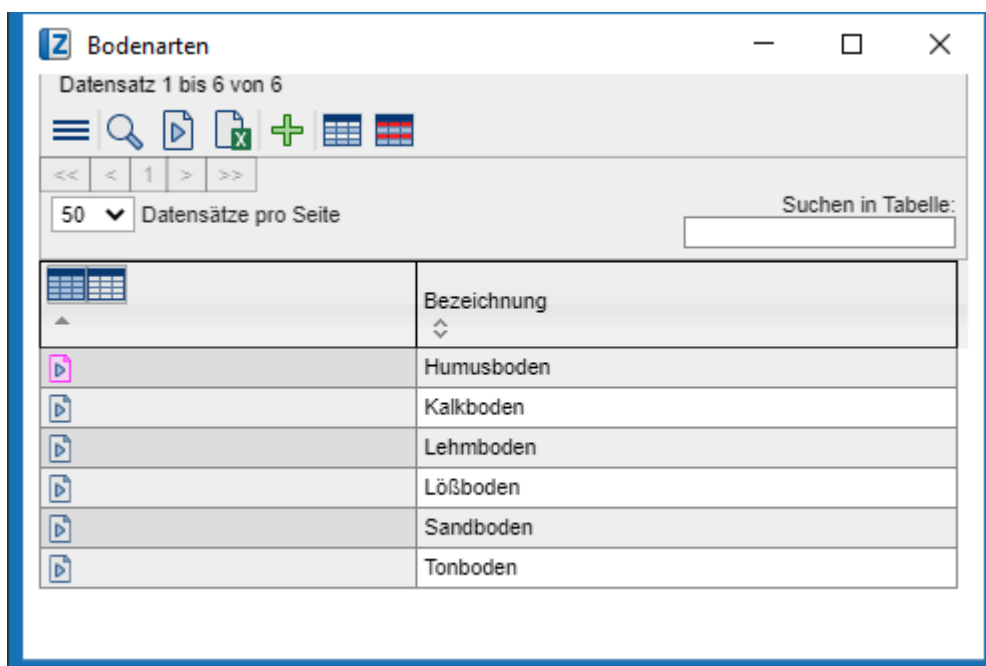 Z Bodenarten
Datensatz 1 bis 6 von 6
X
<< < 1 > >>
50 Datensätze pro Seite
Suchen in Tabelle:
Bezeichnung
Humusboden
Kalkboden
Lehmboden
Lößboden
Sandboden
Tonboden